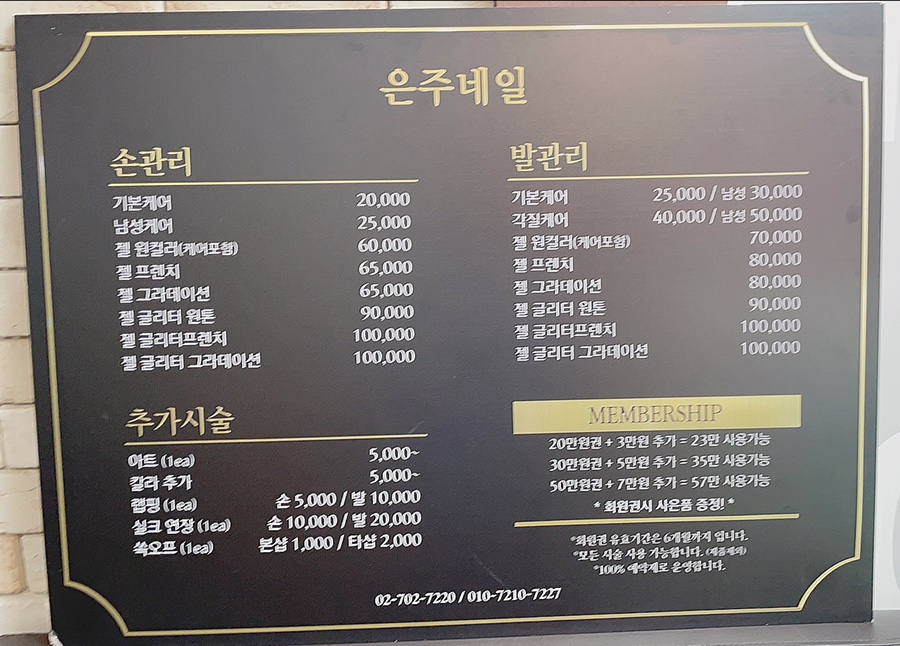 은주네일
손관리
기본케어 20,000
남성케어 25,000
젤 원컬러(케어포함) 60,000
젤 프렌치 65,000
젤 그라데이션 65,000
젤 글리터 원톤 90,000
젤 글리터프렌치 100,000
젤 글리터 그라데이션 100,000
발관리
기본케어 25,000 / 남성 30,000
각질케어 40,000 / 남성 50,000
젤 원컬러(케어포함) 70,000
젤 프렌치 80,000
젤 그라데이션 80,000
젤 글리터 원톤 90,000
젤 글리터프렌치 100,000
젤 글리터 그라데이션 100,000
추가시술
아트 (1ea) 5,000~
칼라 추가 5,000~
랩핑 (1ea) 손 5,000 / 발 10,000
실크 연장 (1ea) 손 10,000 / 발 20,000
쏙오프 (1ea) 본샵 1,000 / 타샵 2,000
MEMBERSHIP
20만원권 + 3만원 추가 = 23만 사용가능
30만원권 + 5만원 추가 = 35만 사용가능
50만원권 + 7만원 추가 = 57만 사용가능
* 회원권시 사은품 증정! *
*회원권 유효기간은 6개월까지 입니다.
*모든 시술 사용 가능합니다. (제품제외)
*100% 예약제로 운영합니다.
02-702-7220 / 010-7210-7227